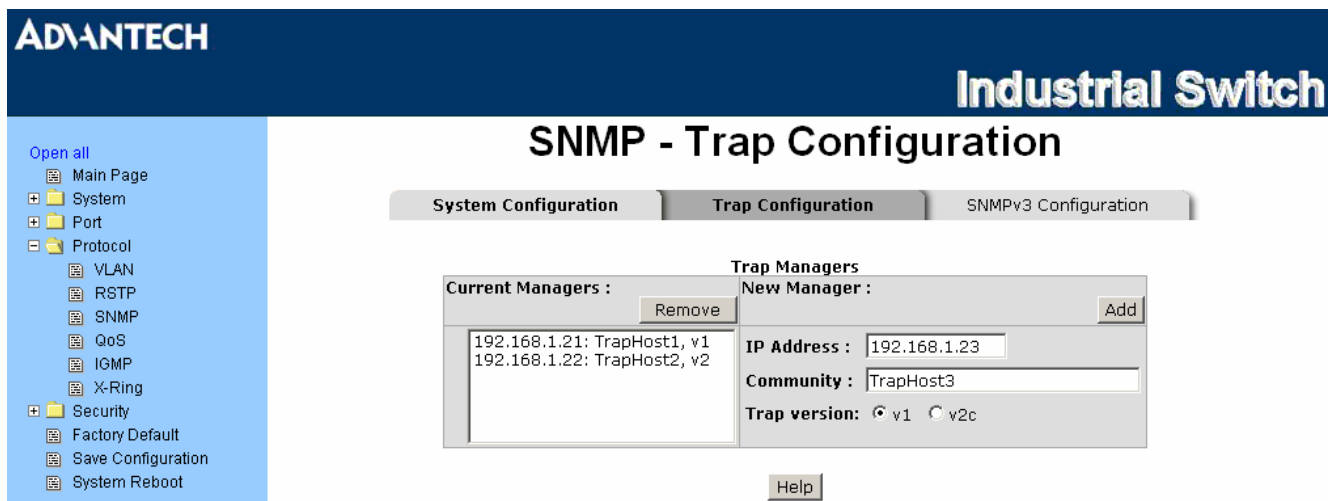 ADVANTECH
Industrial Switch
Open all
Main Page
System
Port
Protocol
VLAN
RSTP
SNMP
QoS
IGMP
X-Ring
Security
Factory Default
Save Configuration
System Reboot
SNMP - Trap Configuration
System Configuration
Trap Configuration
SNMPv3 Configuration
Trap Managers
Current Managers :
Remove
192.168.1.21: TrapHost1, v1
192.168.1.22: TrapHost2, v2
New Manager :
Add
IP Address : 192.168.1.23
Community : TrapHost3
Trap version: v1 v2c
Help